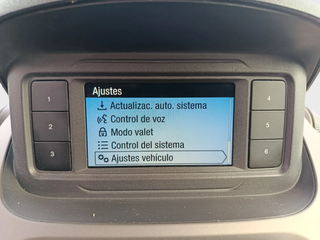 Ajustes
Actualizac. auto. sistema
1
4
Control de voz
2
Modo valet
5
Control del sistema
3
Ajustes vehículo
6